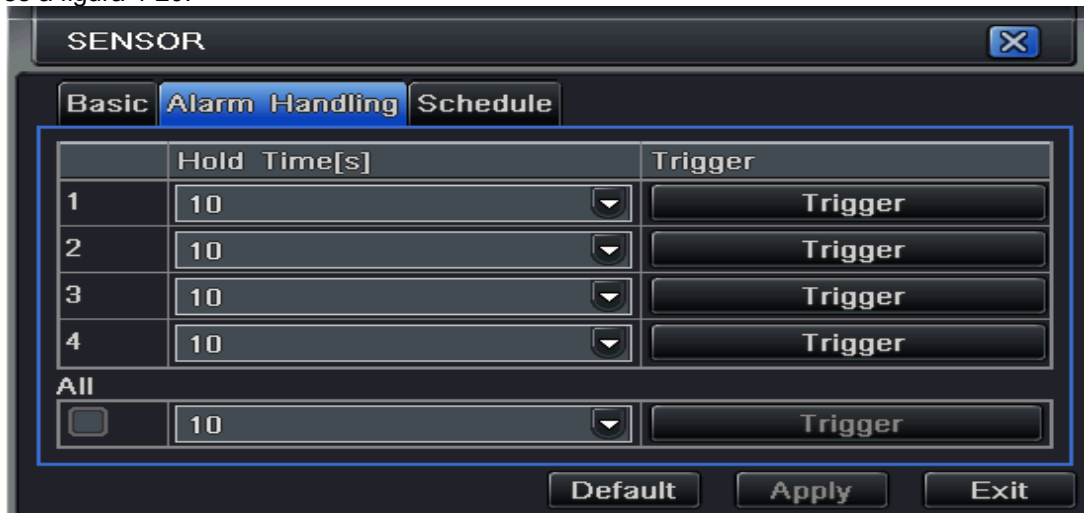 SENSOR
Basic Alarm Handling Schedule
Hold Time[s] Trigger
1 10 Trigger
2 10 Trigger
3 10 Trigger
4 10 Trigger
All
10 Trigger
Default Apply Exit